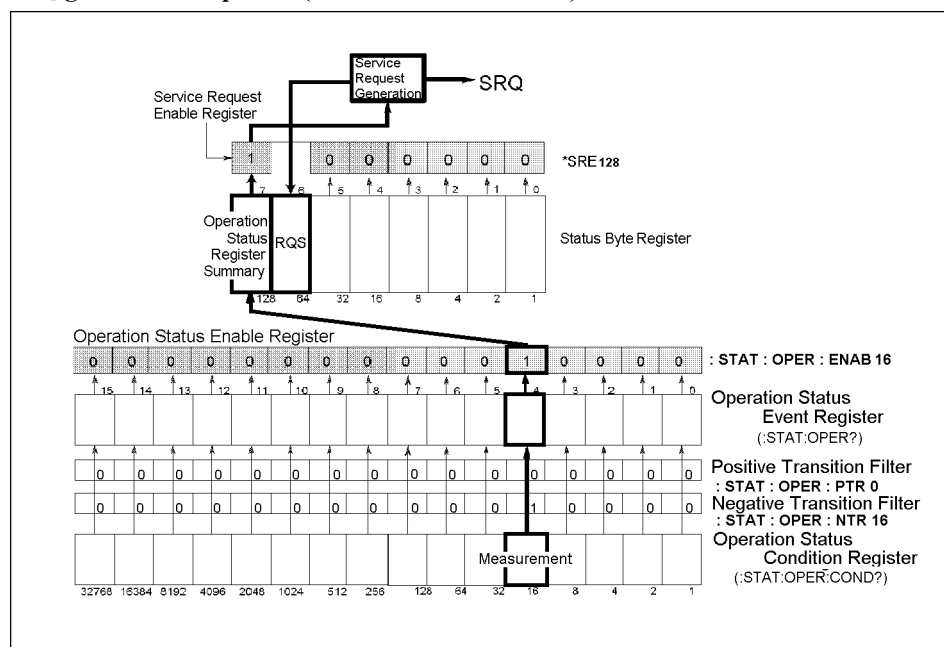 Service
Request
Generation
SRQ
Service Request
Enable Register
1 0 0 0 0 0 0
*SRE 128
7 6 5 4 3 2 1 0
Operation
Status
Register
Summary
RQS
Status Byte Register
128 64 32 16 8 4 2 1
Operation Status Enable Register
0 0 0 0 0 0 0 0 0 0 0 1 0 0 0 0
: STAT : OPER : ENAB 16
15 14 13 12 11 10 9 8 7 6 5 4 3 2 1 0
Operation Status
Event Register
(:STAT:OPER?)
0 0 0 0 0 0 0 0 0 0 0 0 0 0 0 0
Positive Transition Filter
: STAT : OPER : PTR 0
0 0 0 0 0 0 0 0 0 0 0 1 0 0 0 0
Negative Transition Filter
: STAT : OPER : NTR 16
Operation Status
Condition Register
(:STAT:OPER:COND?)
Measurement
32768 16384 8192 4096 2048 1024 512 256 128 64 32 16 8 4 2 1